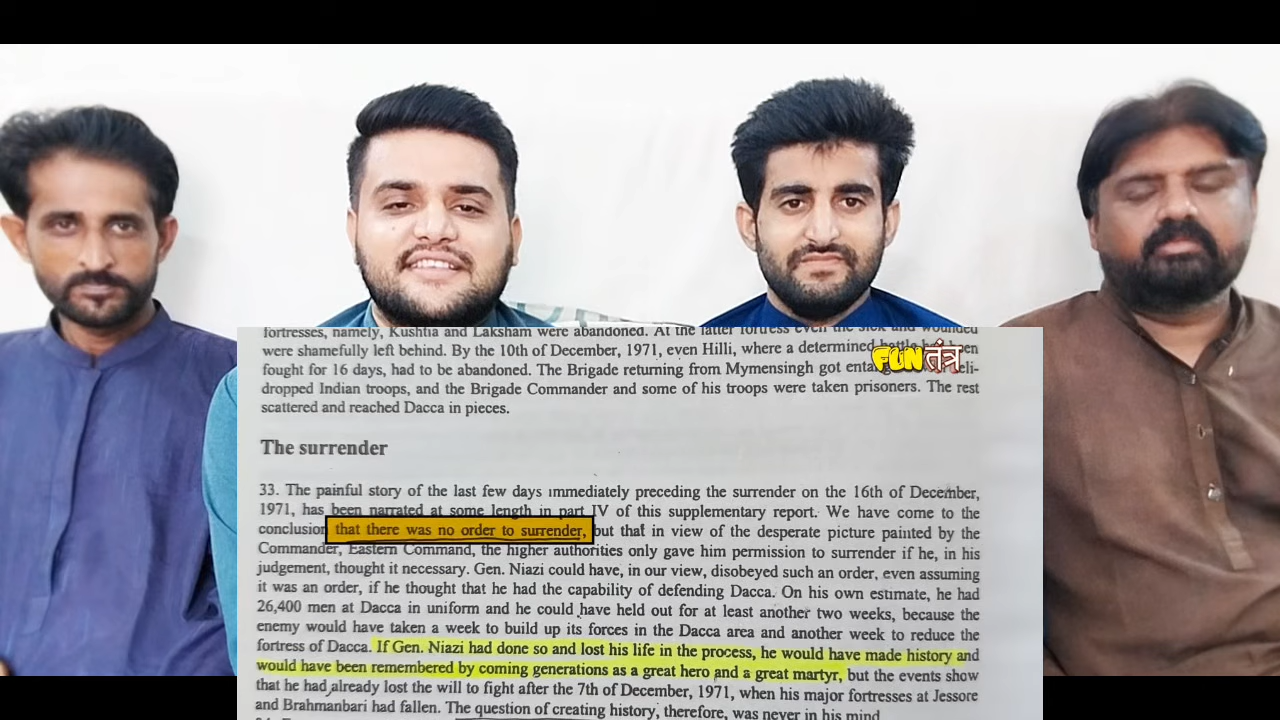 fortresses, namely, Kushtia and Laksham were abandoned. At the latter fortress even the sick and wounded
were shamefully left behind. By the 10th of December, 1971, even Hilli, where a determined battle
fought for 16 days, had to be abandoned. The Brigade returning from Mymensingh got
dropped Indian troops, and the Brigade Commander and some of his troops were taken prisoners. The rest
scattered and reached Dacca in pieces.
FUNतंत्र
The surrender
33. The painful story of the last few days immediately preceding the surrender on the 16th of December,
1971, has been narrated at some length in part IV of this supplementary report. We have come to the
conclusion that there was no order to surrender, but that in view of the desperate picture painted by the
Commander, Eastern Command, the higher authorities only gave him permission to surrender if he, in his
judgement, thought it necessary. Gen. Niazi could have, in our view, disobeyed such an order, even assuming
it was an order, if he thought that he had the capability of defending Dacca. On his own estimate, he had
26,400 men at Dacca in uniform and he could have held out for at least another two weeks, because the
enemy would have taken a week to build up its forces in the Dacca area and another week to reduce the
fortress of Dacca. If Gen. Niazi had done so and lost his life in the process, he would have made history and
would have been remembered by coming generations as a great hero and a great martyr, but the events show
that he had already lost the will to fight after the 7th of December, 1971, when his major fortresses at Jessore
and Brahmanbari had fallen. The question of creating history, therefore, was never in his mind